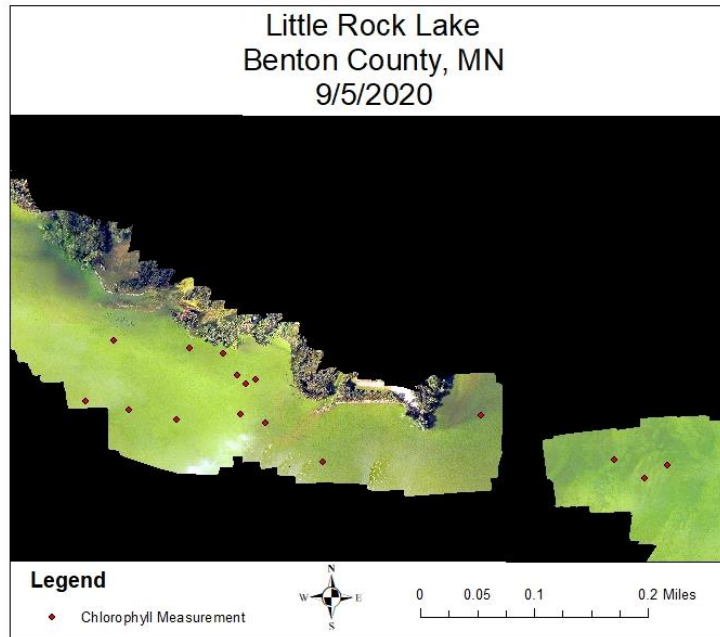 Little Rock Lake
Benton County, MN
9/5/2020
Legend
Chlorophyll Measurement
N
W E
S
0 0.05 0.1 0.2 Miles